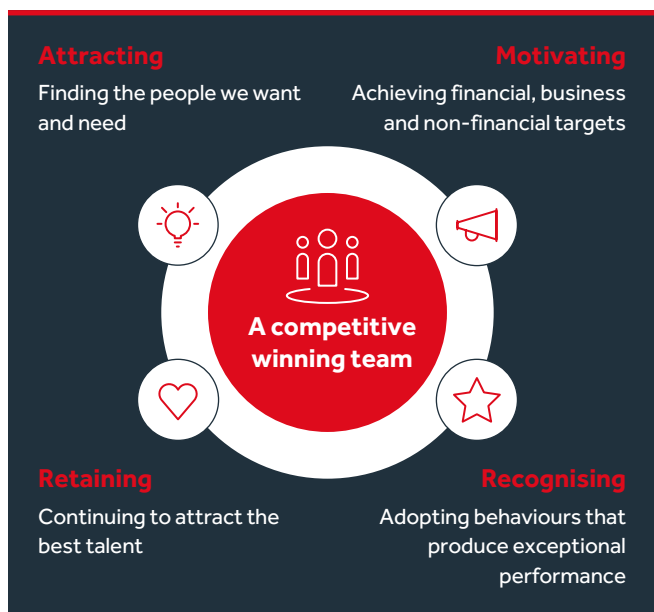 Attracting
Finding the people we want
and need
Motivating
Achieving financial, business
and non-financial targets
A competitive
winning team
Retaining
Continuing to attract the
best talent
Recognising
Adopting behaviours that
produce exceptional
performance